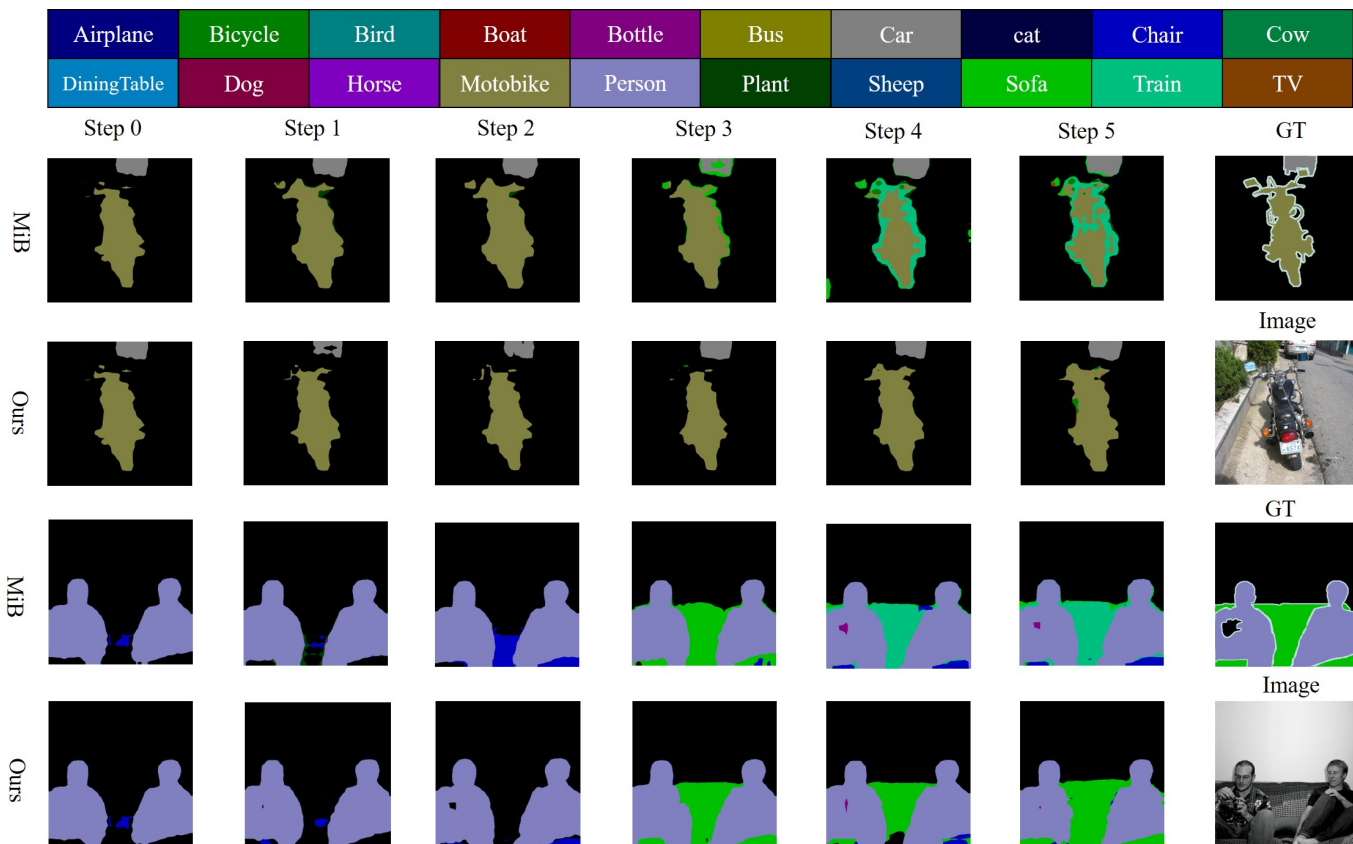 Airplane Bicycle Bird Boat Bottle Bus Car cat Chair Cow
DiningTable Dog Horse Motobike Person Plant Sheep Sofa Train TV
Step 0 Step 1 Step 2 Step 3 Step 4 Step 5 GT
MiB
Image
Ours
GT
MiB
Image
Ours